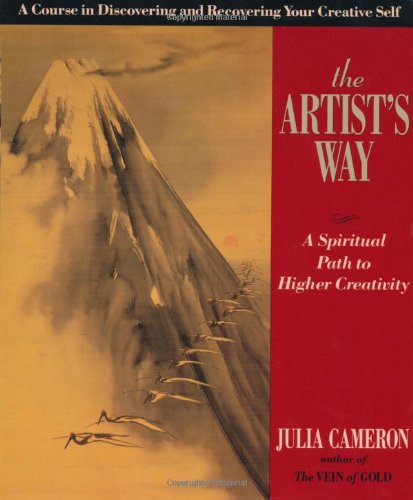 A Course in Discovering and Recovering Your Creative Self
the
ARTIST'S
WAY
A Spiritual
Path to
Higher Creativity
JULIA CAMERON
author of
The VEIN of GOLD